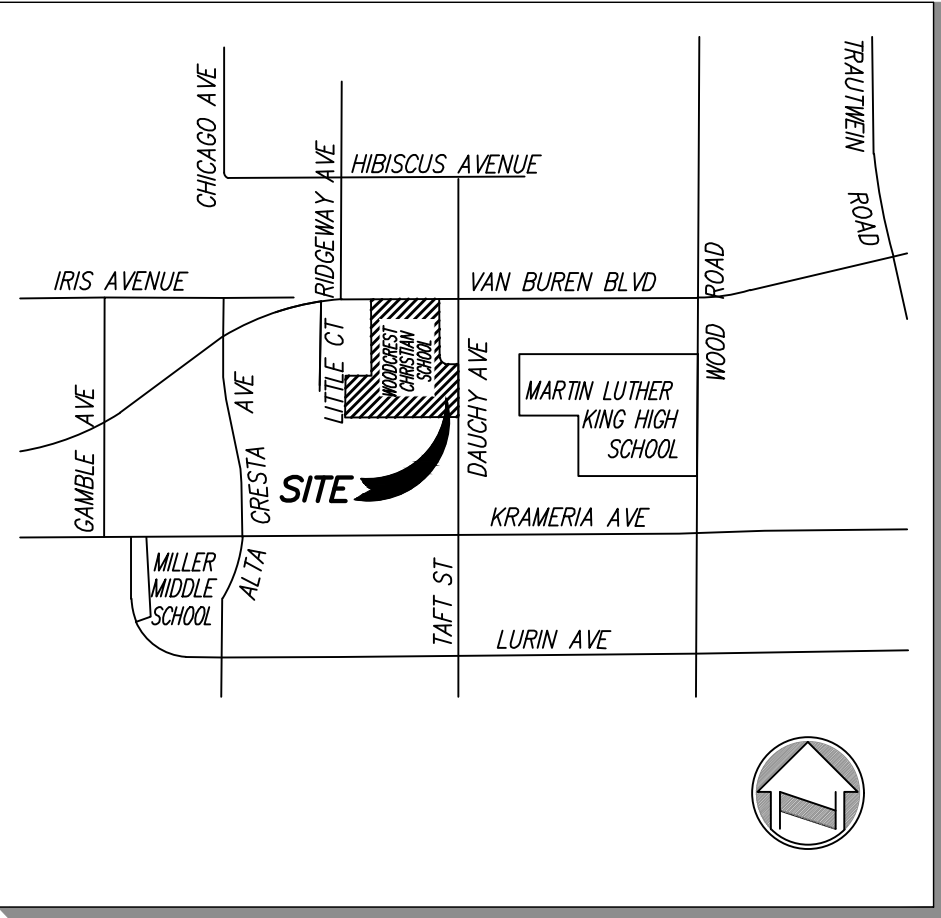 CHICAGO AVE
TRAUTWEIN
ROAD
HIBISCUS AVENUE
RIDGEWAY AVE
IRIS AVENUE
VAN BUREN BLVD
WOOD ROAD
LITTLE CT
WOODCREST
CHRISTIAN
SCHOOL
DAUCHY AVE
MARTIN LUTHER
KING HIGH
SCHOOL
GAMBLE AVE
ALTA CRESTA AVE
SITE
KRAMERIA AVE
MILLER
MIDDLE
SCHOOL
TAFT ST
LURIN AVE